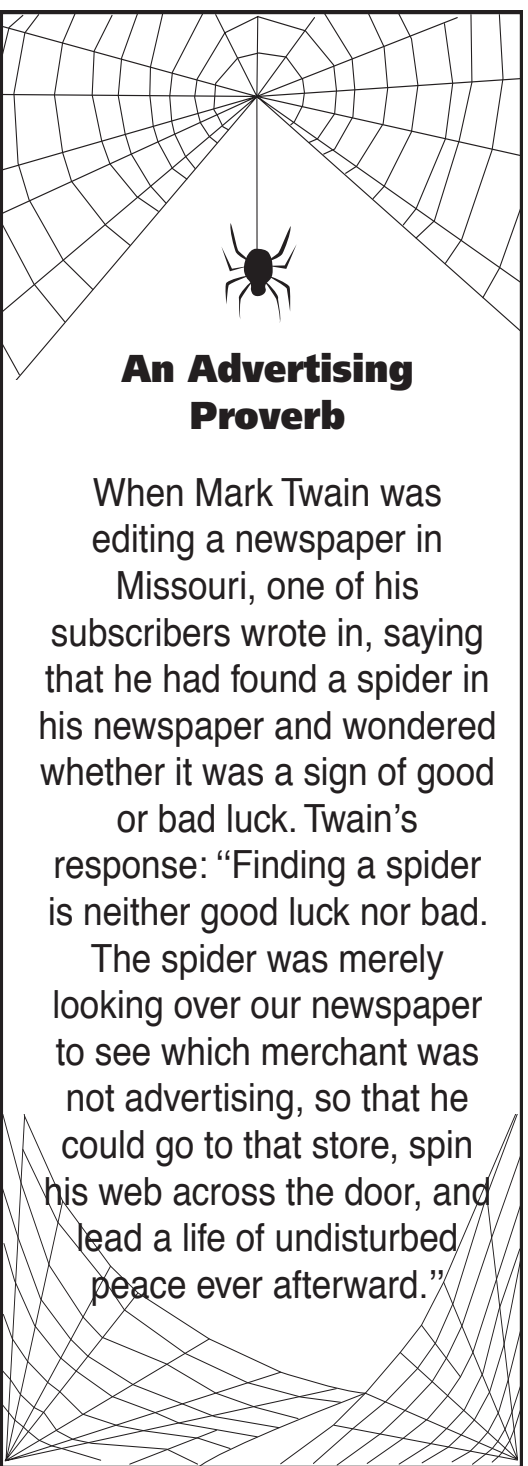 An Advertising
Proverb
When Mark Twain was
editing a newspaper in
Missouri, one of his
subscribers wrote in, saying
that he had found a spider in
his newspaper and wondered
whether it was a sign of good
or bad luck. Twain’s
response: “Finding a spider
is neither good luck nor bad.
The spider was merely
looking over our newspaper
to see which merchant was
not advertising, so that he
could go to that store, spin
his web across the door, and
lead a life of undisturbed
peace ever afterward.”